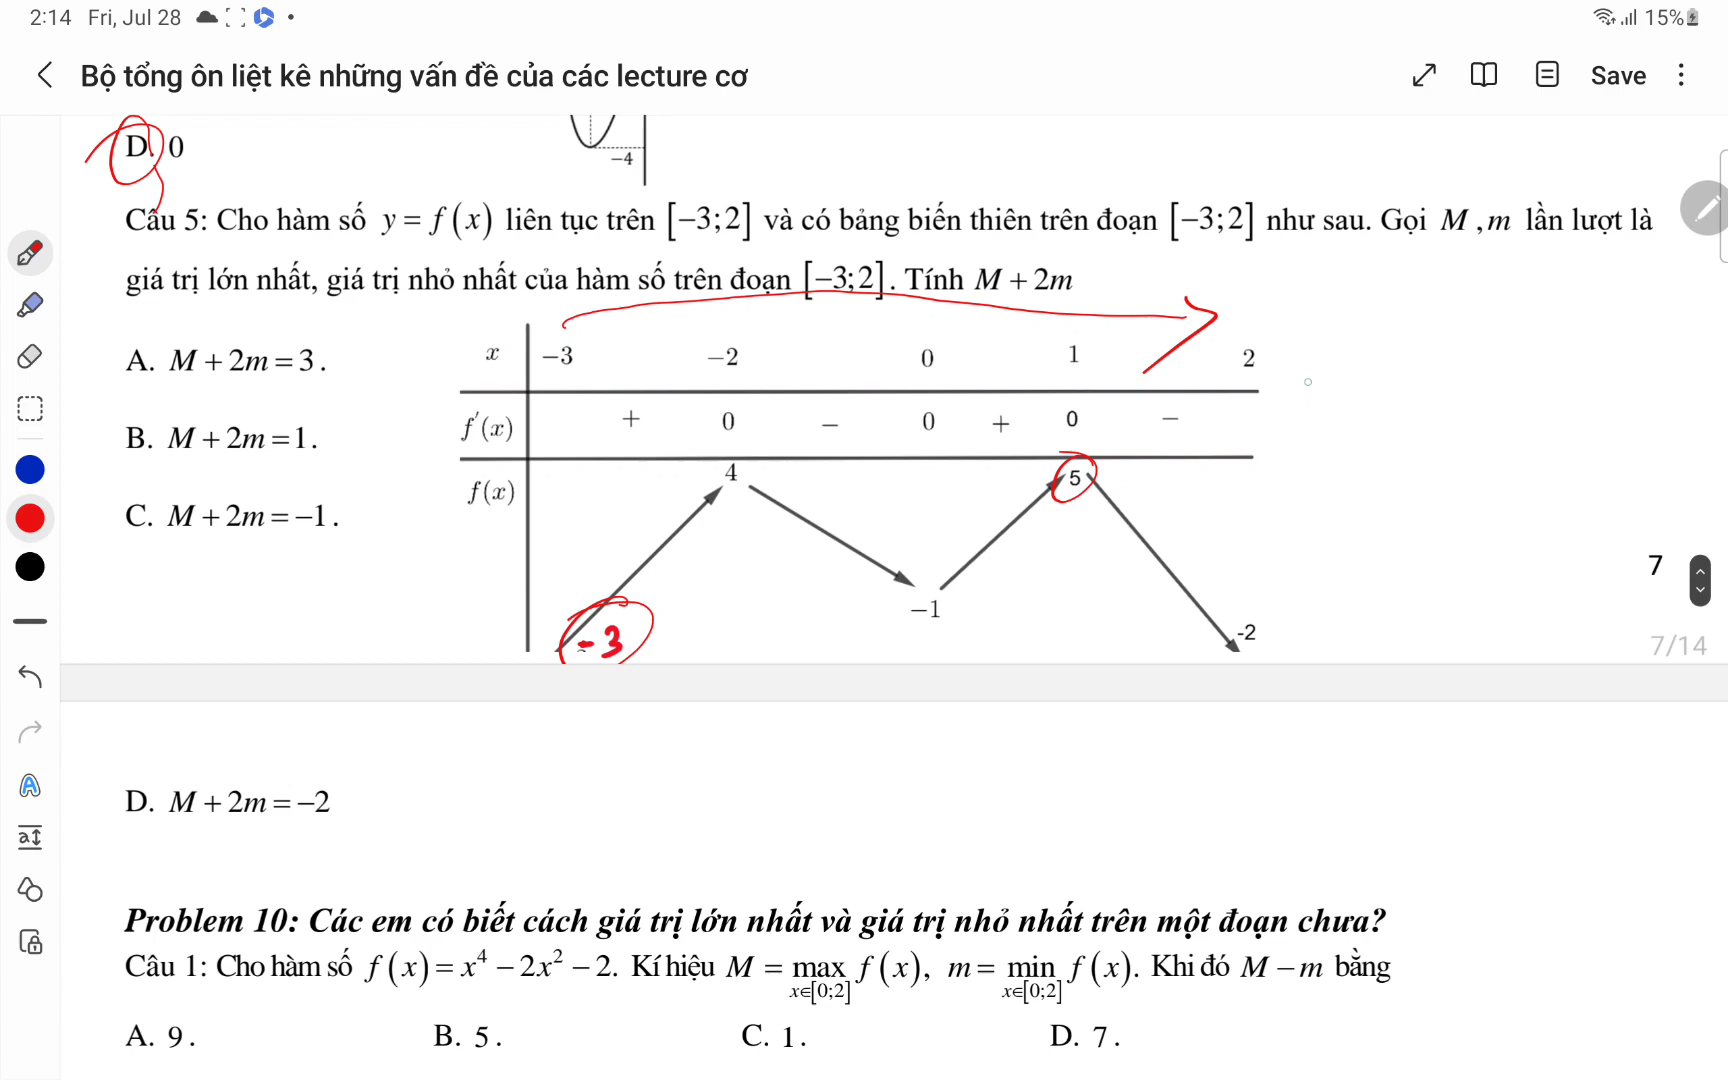 2:14 Fri, Jul 28
15%
Bộ tổng ôn liệt kê những vấn đề của các lecture cơ
Save
D. 0
−4
Câu 5: Cho hàm số y = f(x) liên tục trên [−3;2] và có bảng biến thiên trên đoạn [−3;2] như sau. Gọi M ,m lần lượt là
giá trị lớn nhất, giá trị nhỏ nhất của hàm số trên đoạn [−3;2]. Tính M + 2m
A. M + 2m = 3.
B. M + 2m = 1.
C. M + 2m = −1.
x −3 −2 0 1 2
f′(x) + 0 − 0 + 0 −
f(x) 4 5
−1
-3 -2
7
7/14
D. M + 2m = −2
Problem 10: Các em có biết cách giá trị lớn nhất và giá trị nhỏ nhất trên một đoạn chưa?
Câu 1: Cho hàm số f(x) = x⁴ − 2x² − 2. Kí hiệu M = max f(x), m = min f(x). Khi đó M − m bằng
x∈[0;2] x∈[0;2]
A. 9. B. 5. C. 1. D. 7.